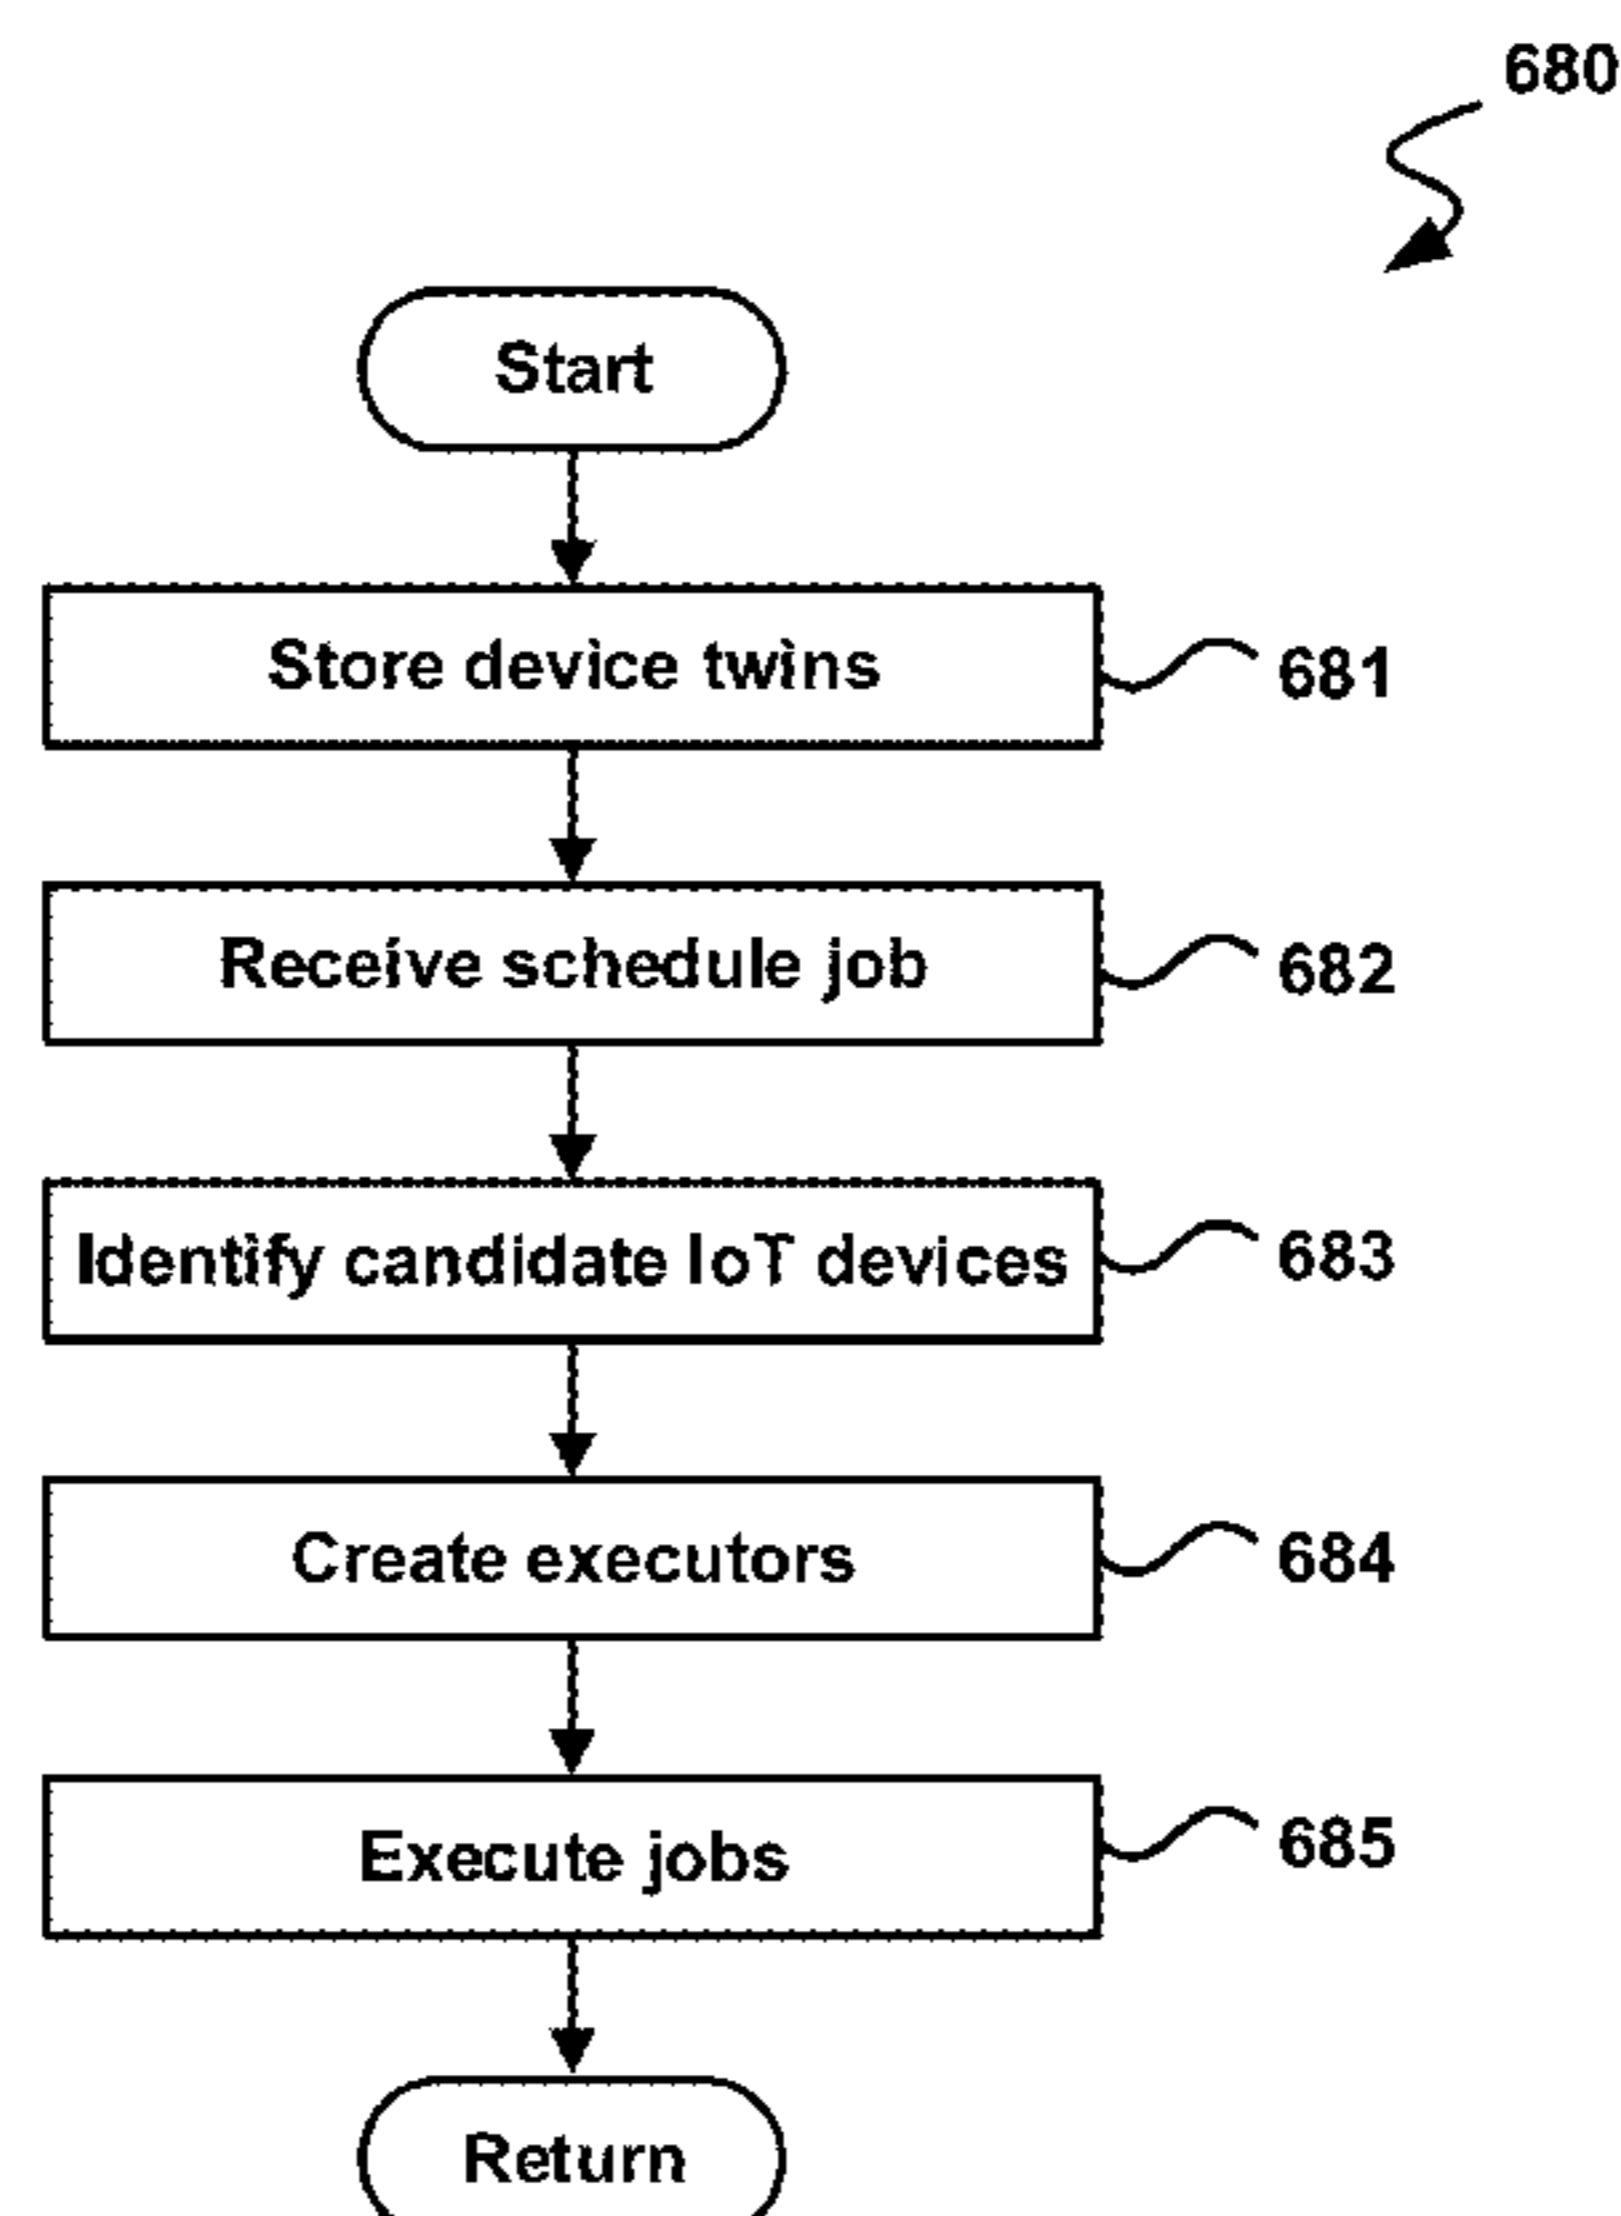 680
Start
Store device twins
681
Receive schedule job
682
Identify candidate IoT devices
683
Create executors
684
Execute jobs
685
Return